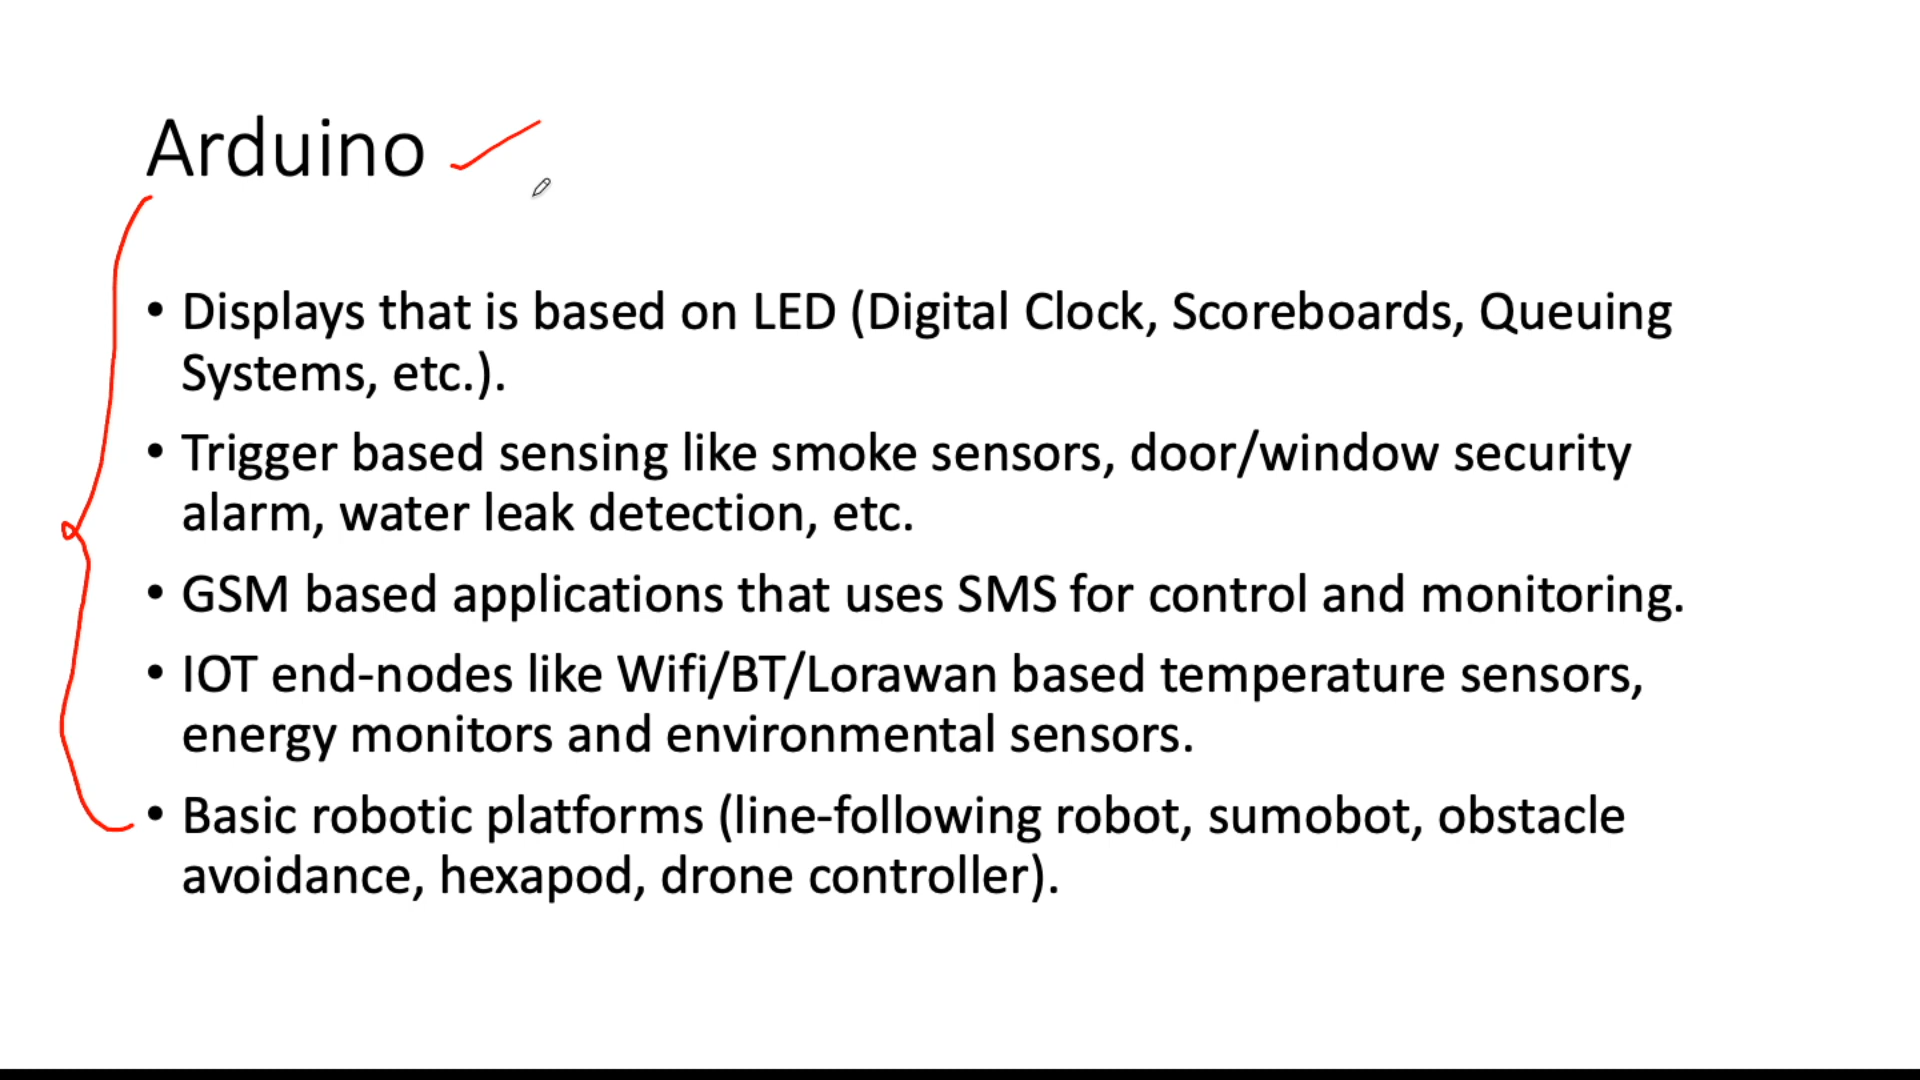 Arduino
• Displays that is based on LED (Digital Clock, Scoreboards, Queuing
Systems, etc.).
• Trigger based sensing like smoke sensors, door/window security
alarm, water leak detection, etc.
• GSM based applications that uses SMS for control and monitoring.
• IOT end-nodes like Wifi/BT/Lorawan based temperature sensors,
energy monitors and environmental sensors.
• Basic robotic platforms (line-following robot, sumobot, obstacle
avoidance, hexapod, drone controller).